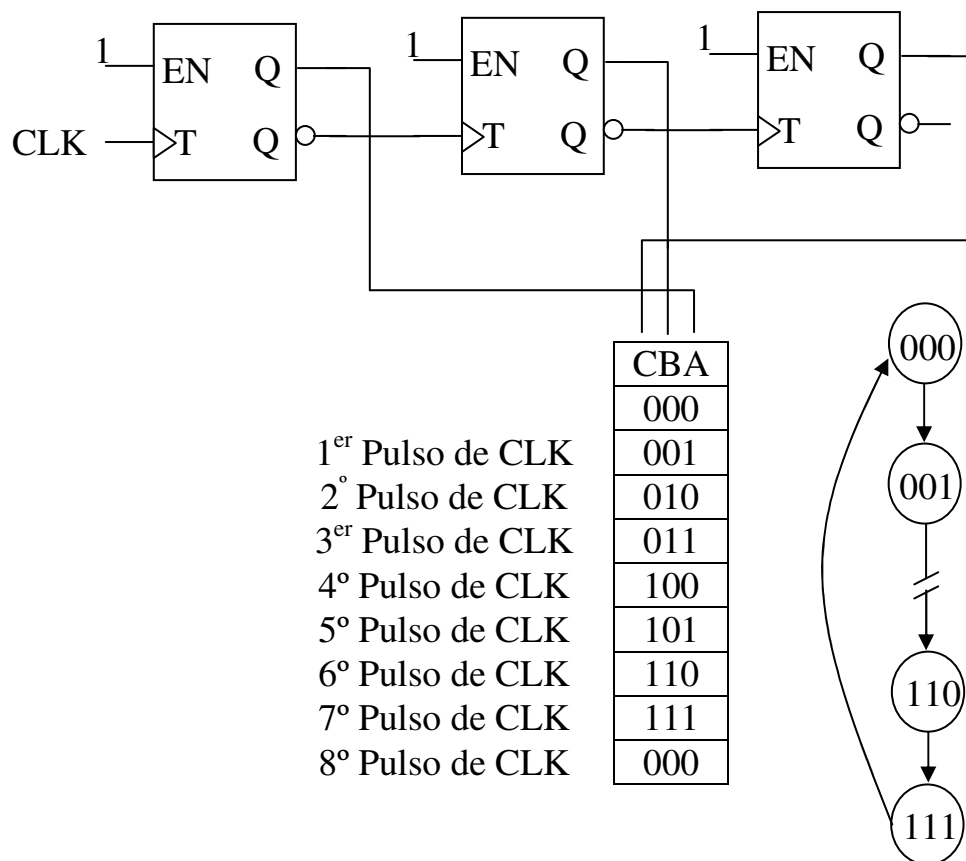 1 EN Q 1 EN Q 1 EN Q
CLK T Q T Q T Q
CBA
000
1er Pulso de CLK 001
2º Pulso de CLK 010
3er Pulso de CLK 011
4º Pulso de CLK 100
5º Pulso de CLK 101
6º Pulso de CLK 110
7º Pulso de CLK 111
8º Pulso de CLK 000
000
001
110
111